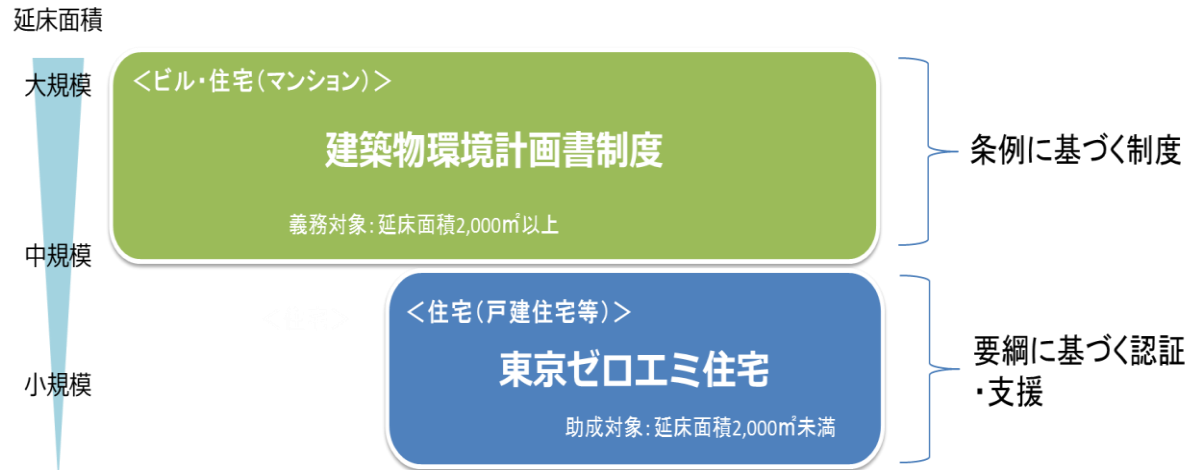 延床面積
大規模
＜ビル・住宅（マンション）＞
建築物環境計画書制度
義務対象：延床面積2,000㎡以上
条例に基づく制度
中規模
＜住宅（戸建住宅等）＞
東京ゼロエミ住宅
助成対象：延床面積2,000㎡未満
要綱に基づく認証
・支援
小規模